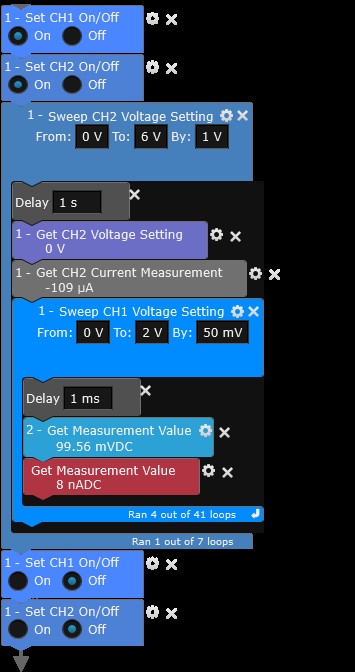 1 - Set CH1 On/Off
On Off
1 - Set CH2 On/Off
On Off
1 - Sweep CH2 Voltage Setting
From: 0 V To: 6 V By: 1 V
Delay 1 s
1 - Get CH2 Voltage Setting
0 V
1 - Get CH2 Current Measurement
-109 µA
1 - Sweep CH1 Voltage Setting
From: 0 V To: 2 V By: 50 mV
Delay 1 ms
2 - Get Measurement Value
99.56 mVDC
Get Measurement Value
8 nADC
Ran 4 out of 41 loops
Ran 1 out of 7 loops
1 - Set CH1 On/Off
On Off
1 - Set CH2 On/Off
On Off